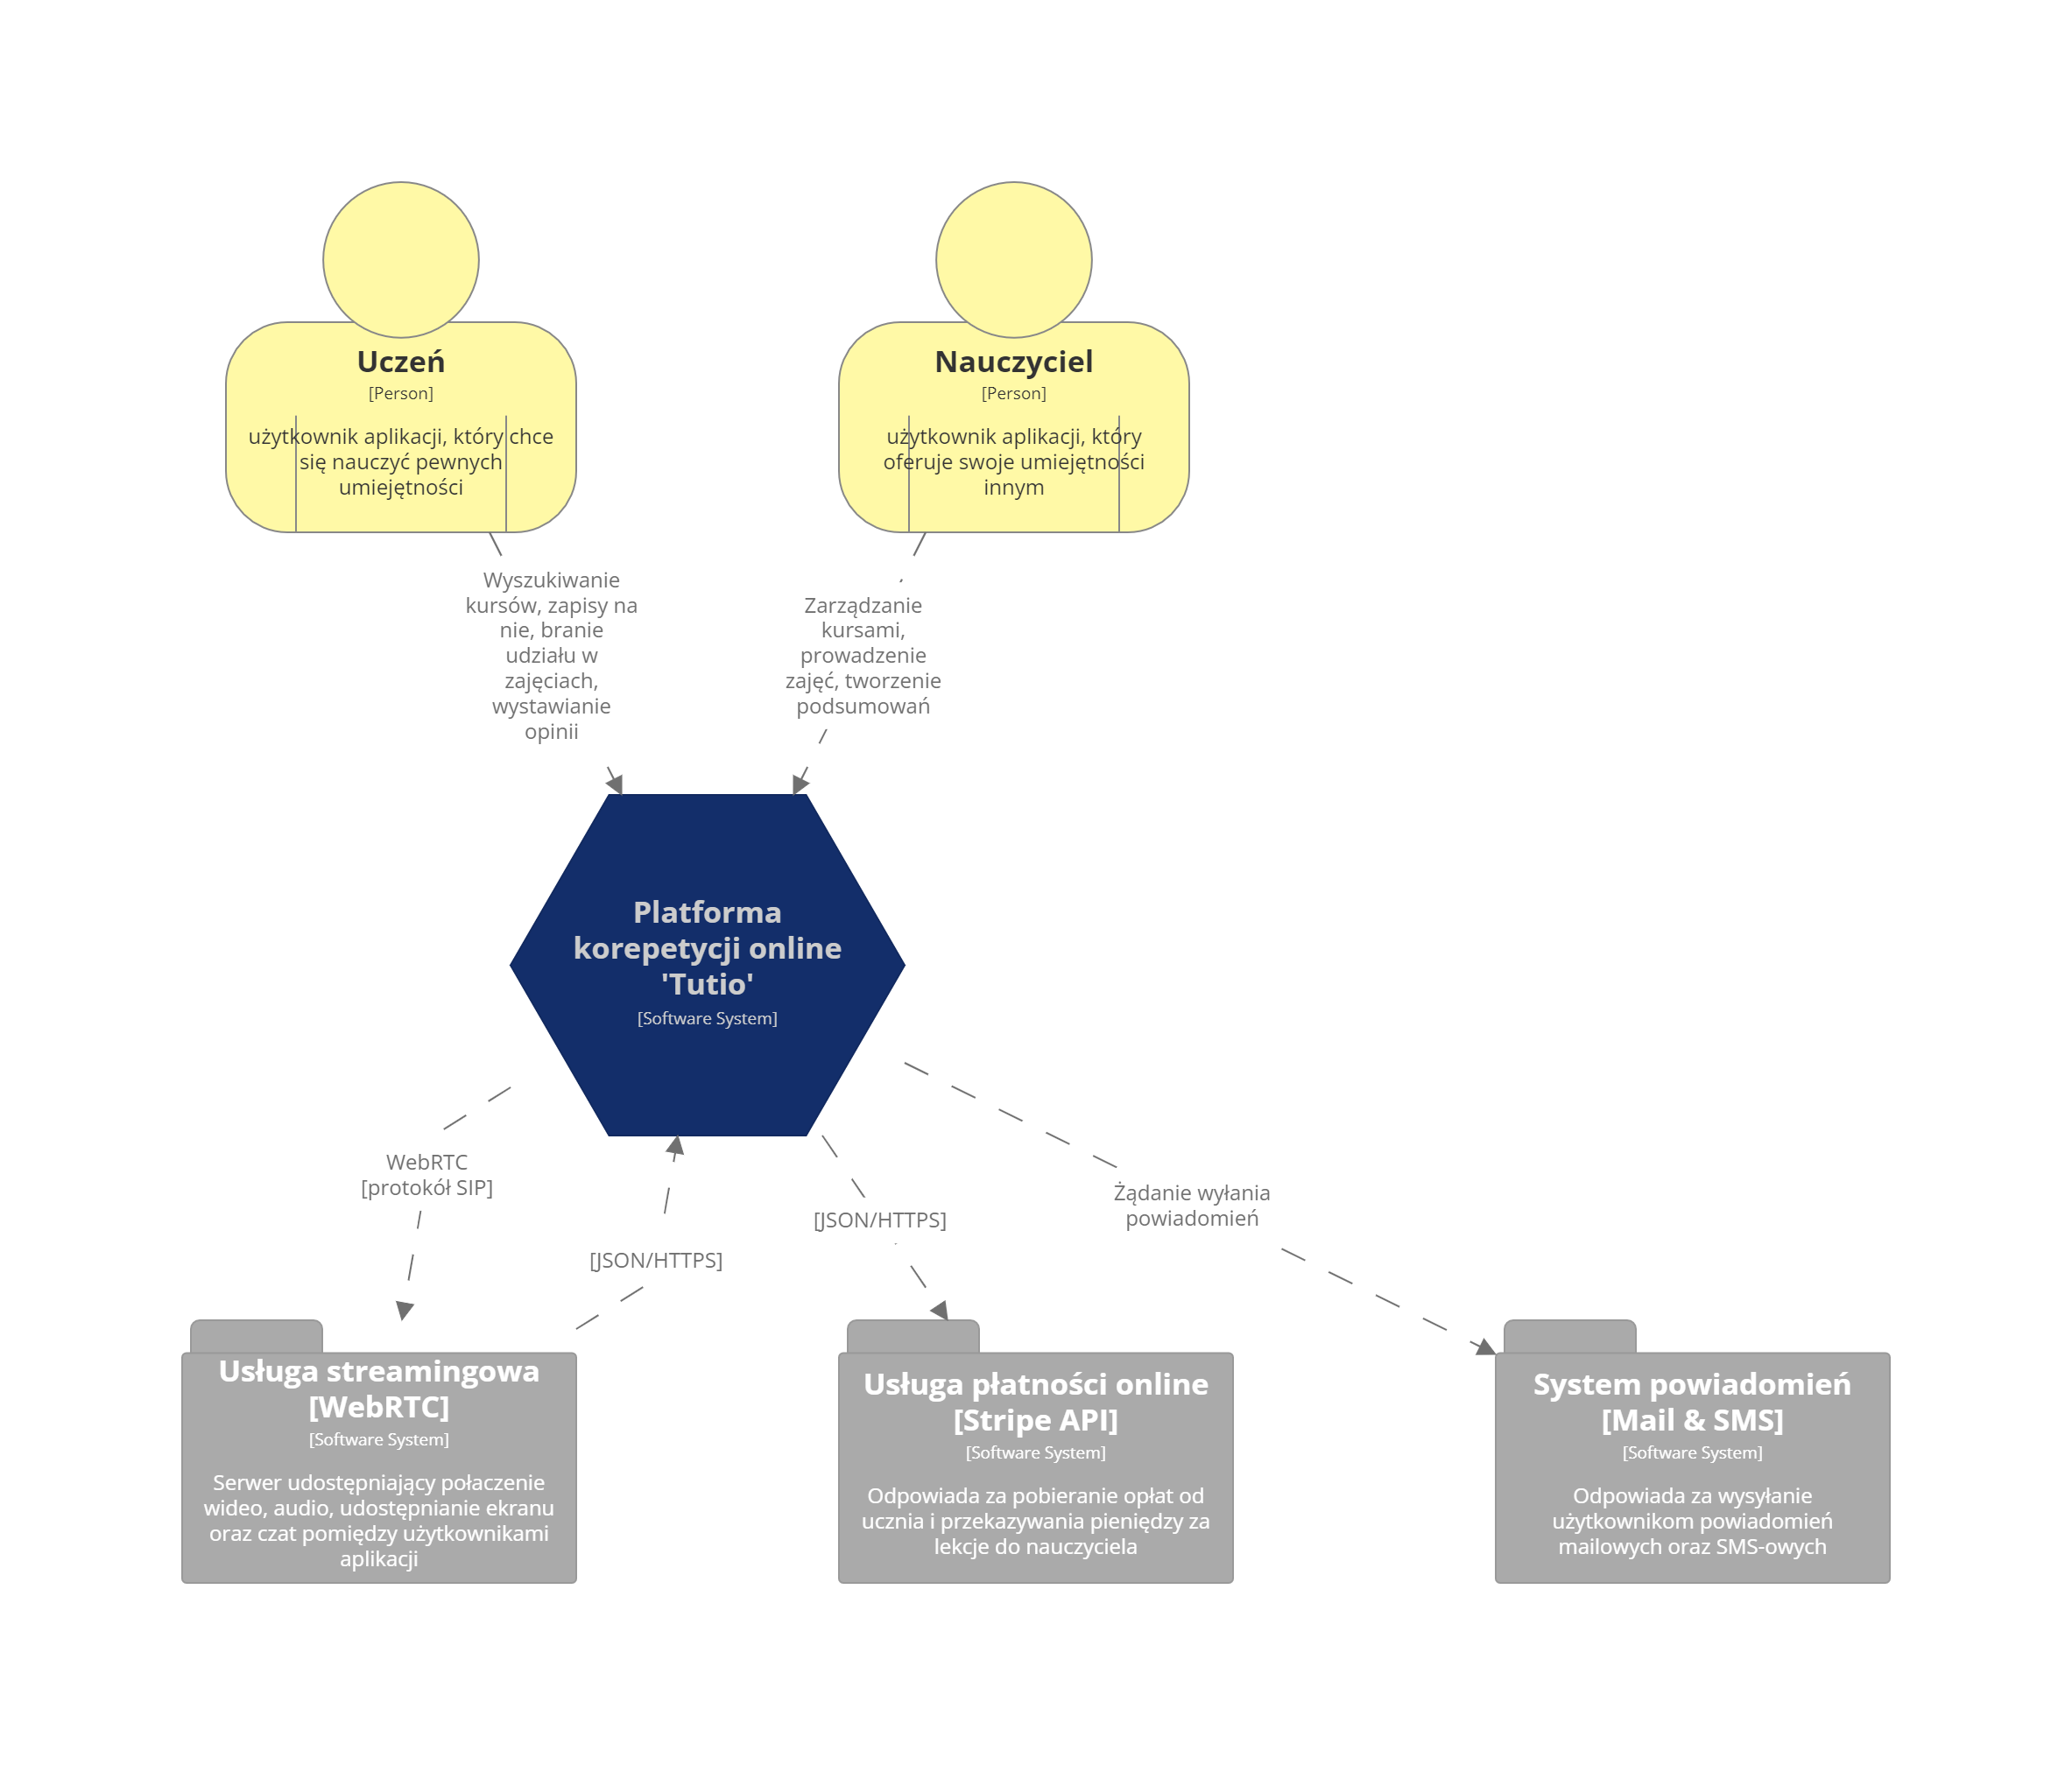 Uczeń
[Person]
użytkownik aplikacji, który chce
się nauczyć pewnych
umiejętności
Nauczyciel
[Person]
użytkownik aplikacji, który
oferuje swoje umiejętności
innym
Wyszukiwanie
kursów, zapisy na
nie, branie
udziału w
zajęciach,
wystawianie
opinii
Zarządzanie
kursami,
prowadzenie
zajęć, tworzenie
podsumowań
Platforma
korepetycji online
'Tutio'
[Software System]
WebRTC
[protokół SIP]
[JSON/HTTPS]
[JSON/HTTPS]
Żądanie wyłania
powiadomień
Usługa streamingowa
[WebRTC]
[Software System]
Serwer udostępniający połaczenie
wideo, audio, udostępnianie ekranu
oraz czat pomiędzy użytkownikami
aplikacji
Usługa płatności online
[Stripe API]
[Software System]
Odpowiada za pobieranie opłat od
ucznia i przekazywania pieniędzy za
lekcje do nauczyciela
System powiadomień
[Mail & SMS]
[Software System]
Odpowiada za wysyłanie
użytkownikom powiadomień
mailowych oraz SMS-owych